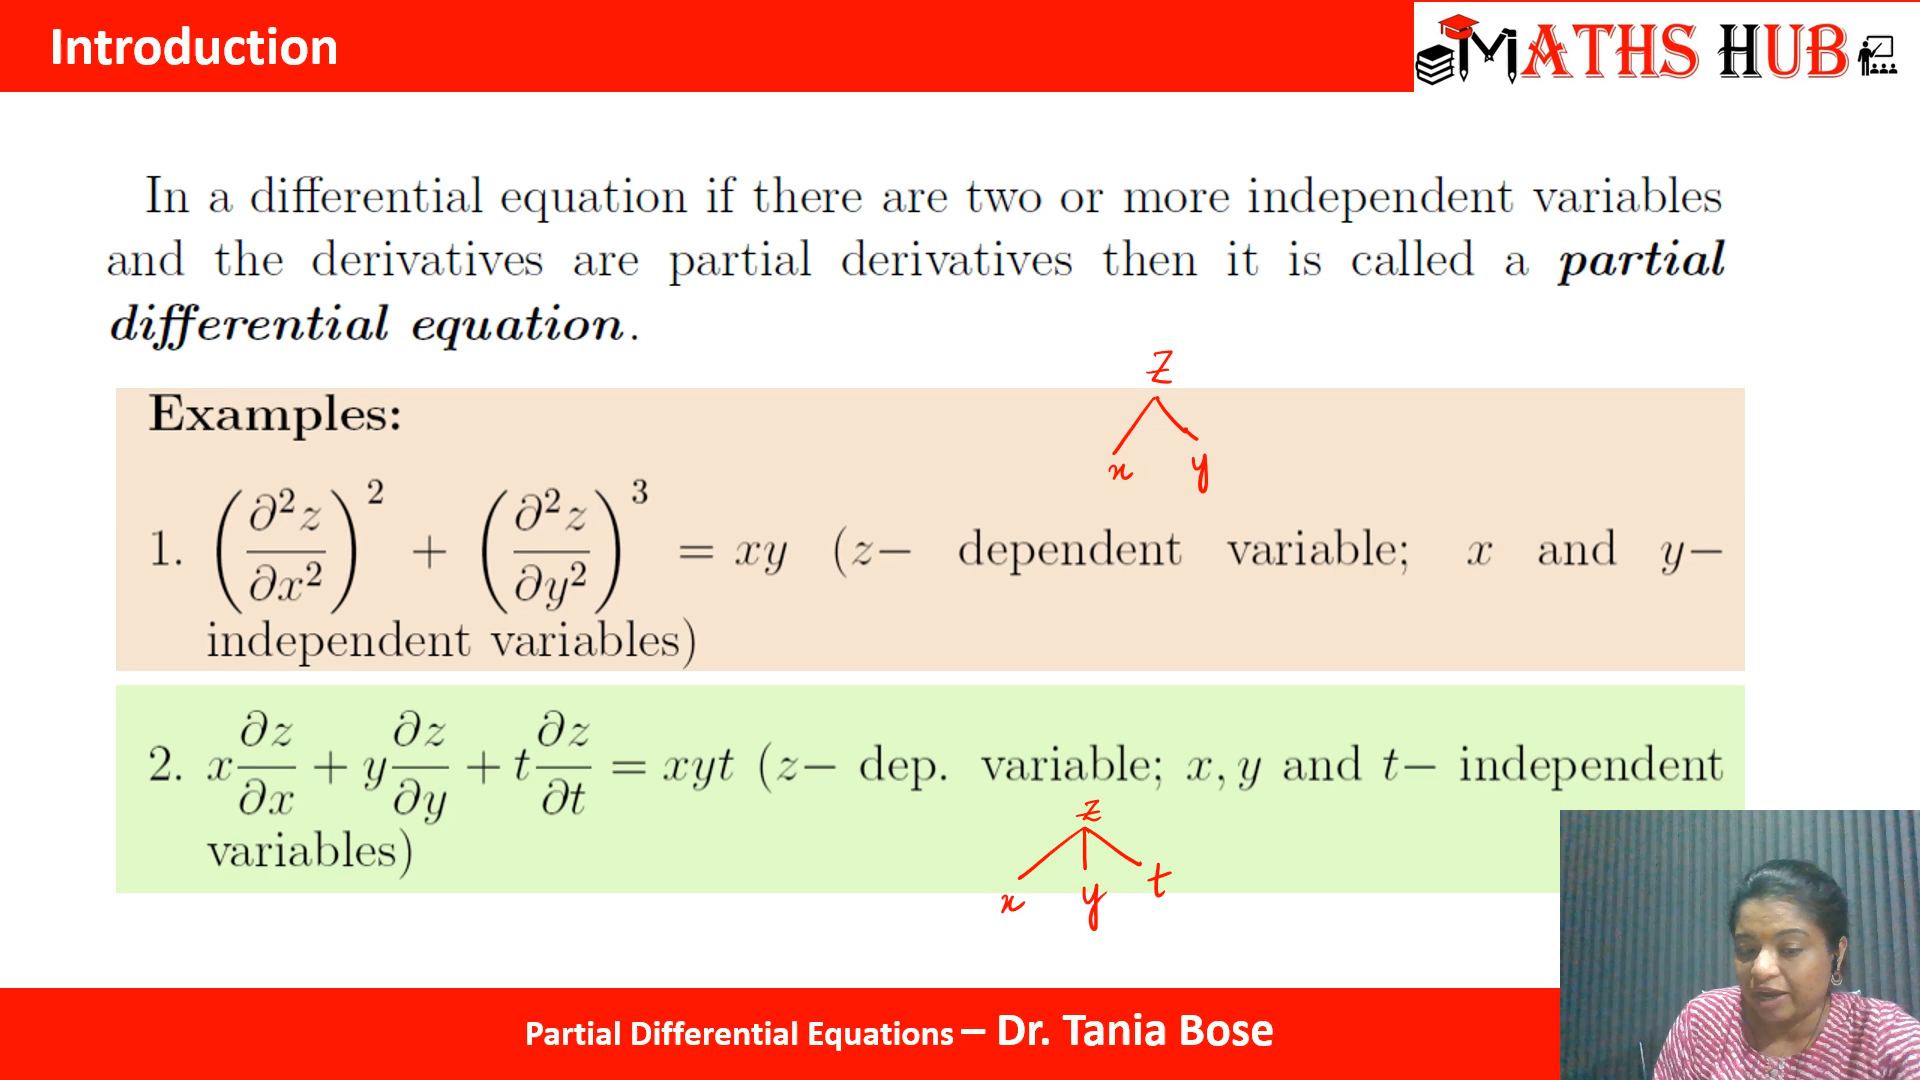 Introduction
MATHS HUB
In a differential equation if there are two or more independent variables
and the derivatives are partial derivatives then it is called a partial
differential equation.
z
x y
Examples:
1. (∂²z/∂x²)² + (∂²z/∂y²)³ = xy (z− dependent variable; x and y−
independent variables)
2. x ∂z/∂x + y ∂z/∂y + t ∂z/∂t = xyt (z− dep. variable; x, y and t− independent
variables)
z
x y t
Partial Differential Equations – Dr. Tania Bose